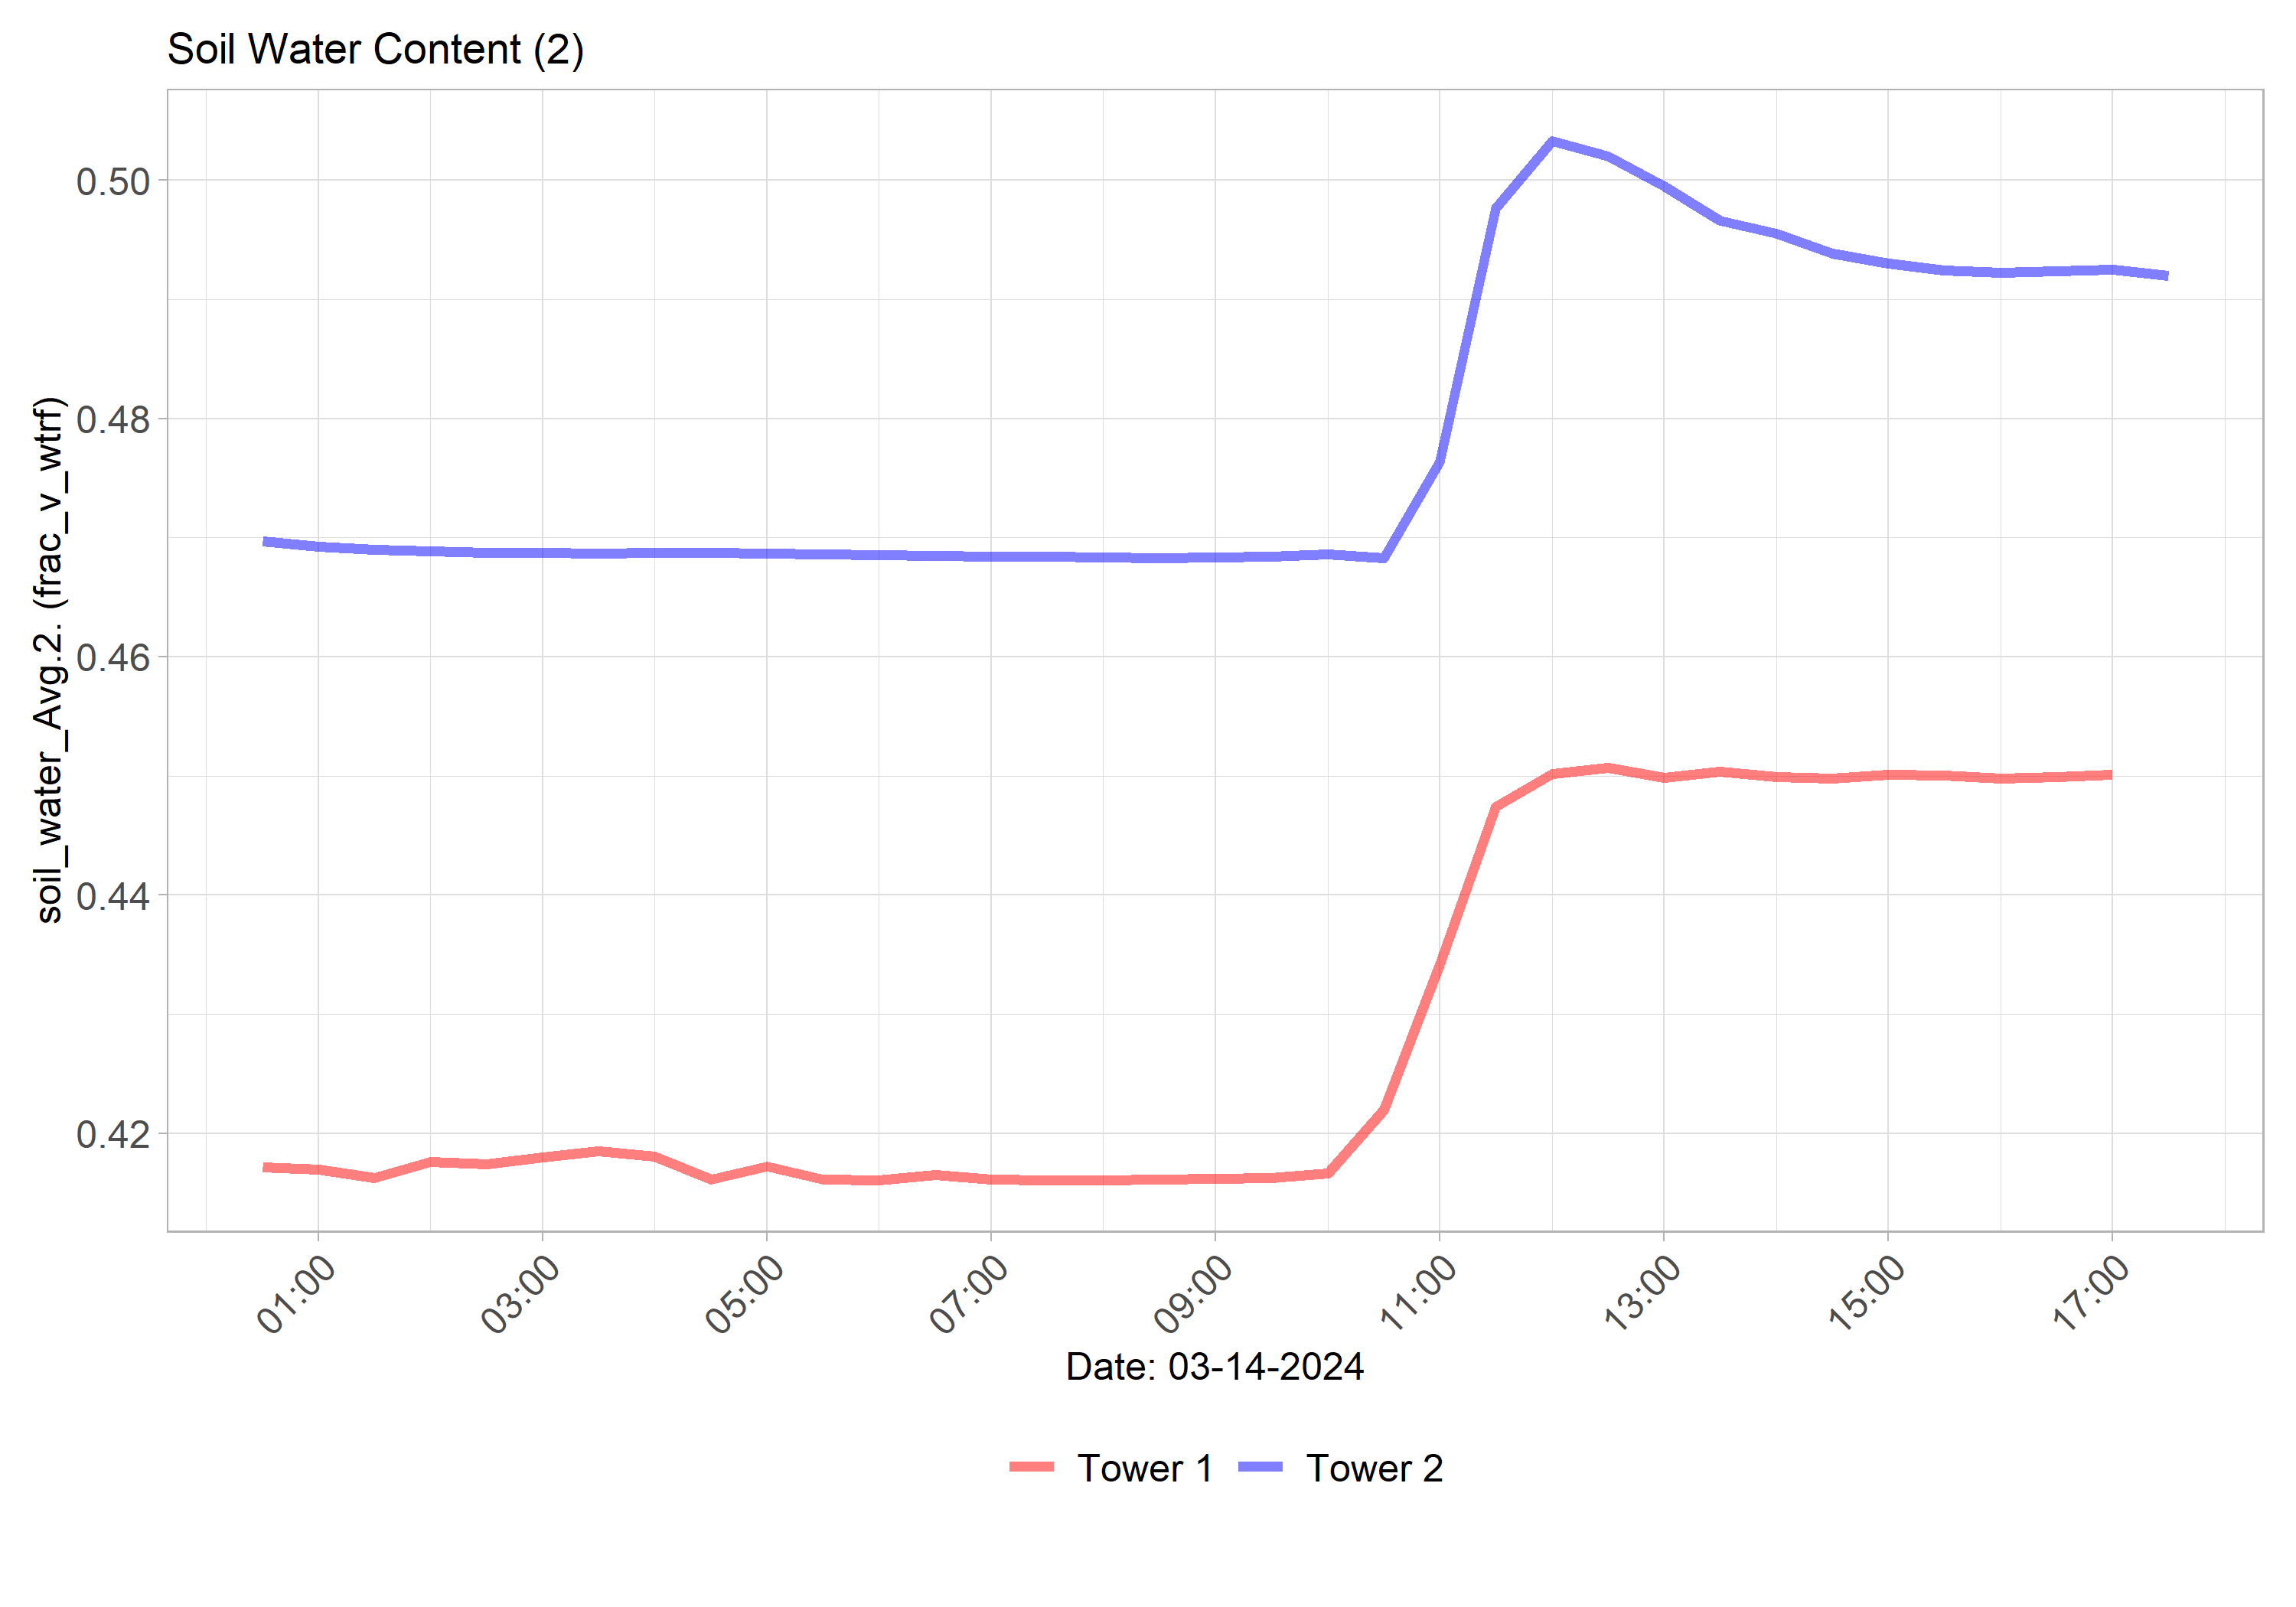 Soil Water Content (2)
soil_water_Avg.2. (frac_v_wtrf)
0.50
0.48
0.46
0.44
0.42
01:00
03:00
05:00
07:00
09:00
11:00
13:00
15:00
17:00
Date: 03-14-2024
Tower 1
Tower 2